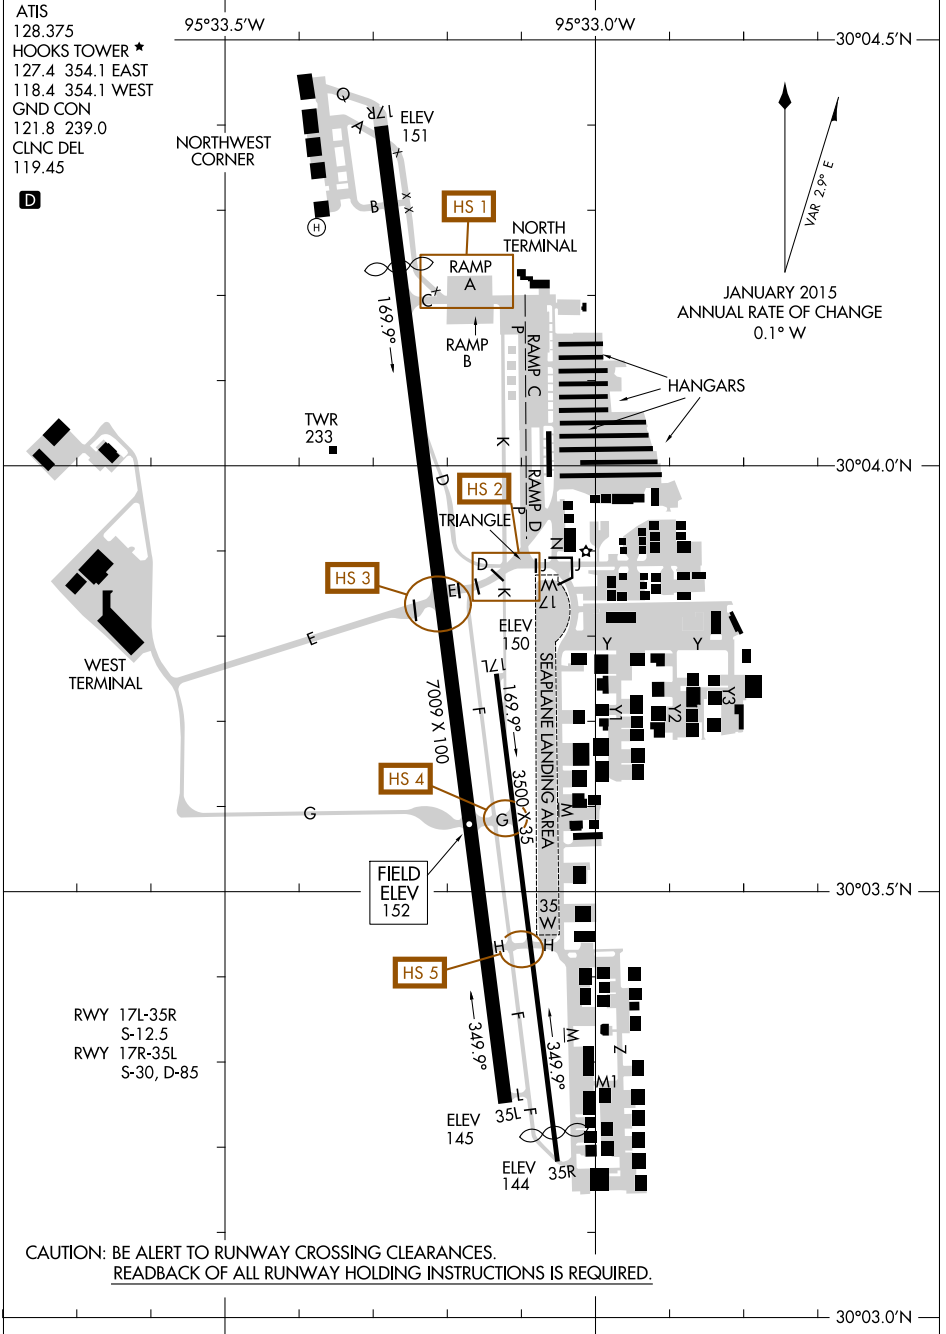 ATIS
128.375
HOOKS TOWER ★
127.4 354.1 EAST
118.4 354.1 WEST
GND CON
121.8 239.0
CLNC DEL
119.45
D
95°33.5'W
95°33.0'W
30°04.5'N
VAR 2.9° E
JANUARY 2015
ANNUAL RATE OF CHANGE
0.1° W
NORTHWEST
CORNER
Q
A
17R
ELEV
151
B
H
X
X
X
X
HS 1
NORTH
TERMINAL
RAMP
A
C
RAMP
B
169.9°
P
RAMP C
HANGARS
TWR
233
K
30°04.0'N
D
HS 2
RAMP D
P
TRIANGLE
N
D
J
J
K
HS 3
E
E
17
W
ELEV
150
WEST
TERMINAL
17L
Y
Y
Y1
Y2
Y3
7009 X 100
F
169.9°
SEAPLANE LANDING AREA
HS 4
3500 X 35
G
G
M
FIELD
ELEV
152
30°03.5'N
35
W
H
H
HS 5
RWY 17L-35R
S-12.5
RWY 17R-35L
S-30, D-85
349.9°
F
349.9°
M
Z
M1
L
F
ELEV
145
35L
ELEV
144
35R
CAUTION: BE ALERT TO RUNWAY CROSSING CLEARANCES.
READBACK OF ALL RUNWAY HOLDING INSTRUCTIONS IS REQUIRED.
30°03.0'N